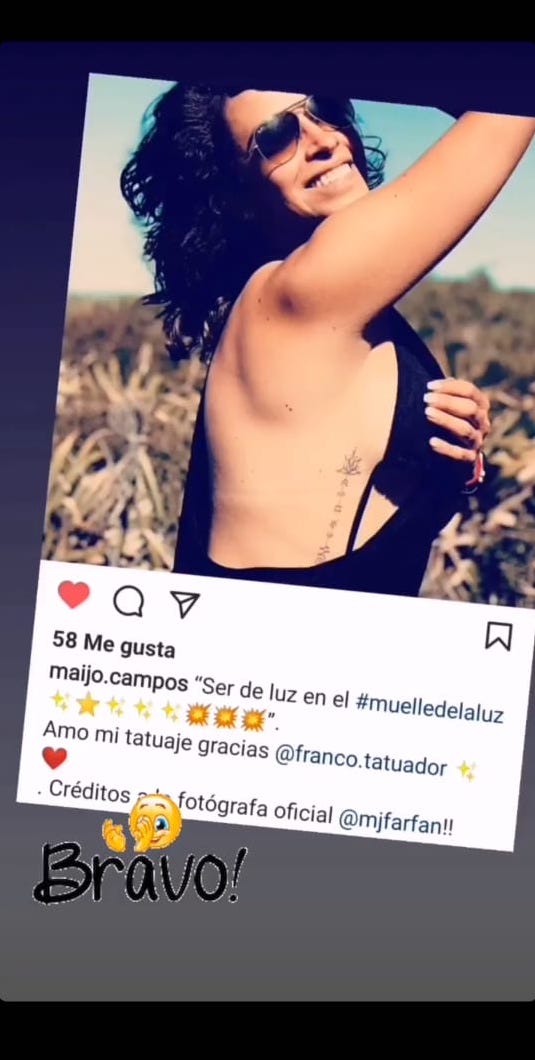 58 Me gusta
maijo.campos “Ser de luz en el #muelledelaluz
✨⭐✨✨✨💥💥💥”.
Amo mi tatuaje gracias @franco.tatuador ✨
❤️
. Créditos a la fotógrafa oficial @mjfarfan!!
Bravo!